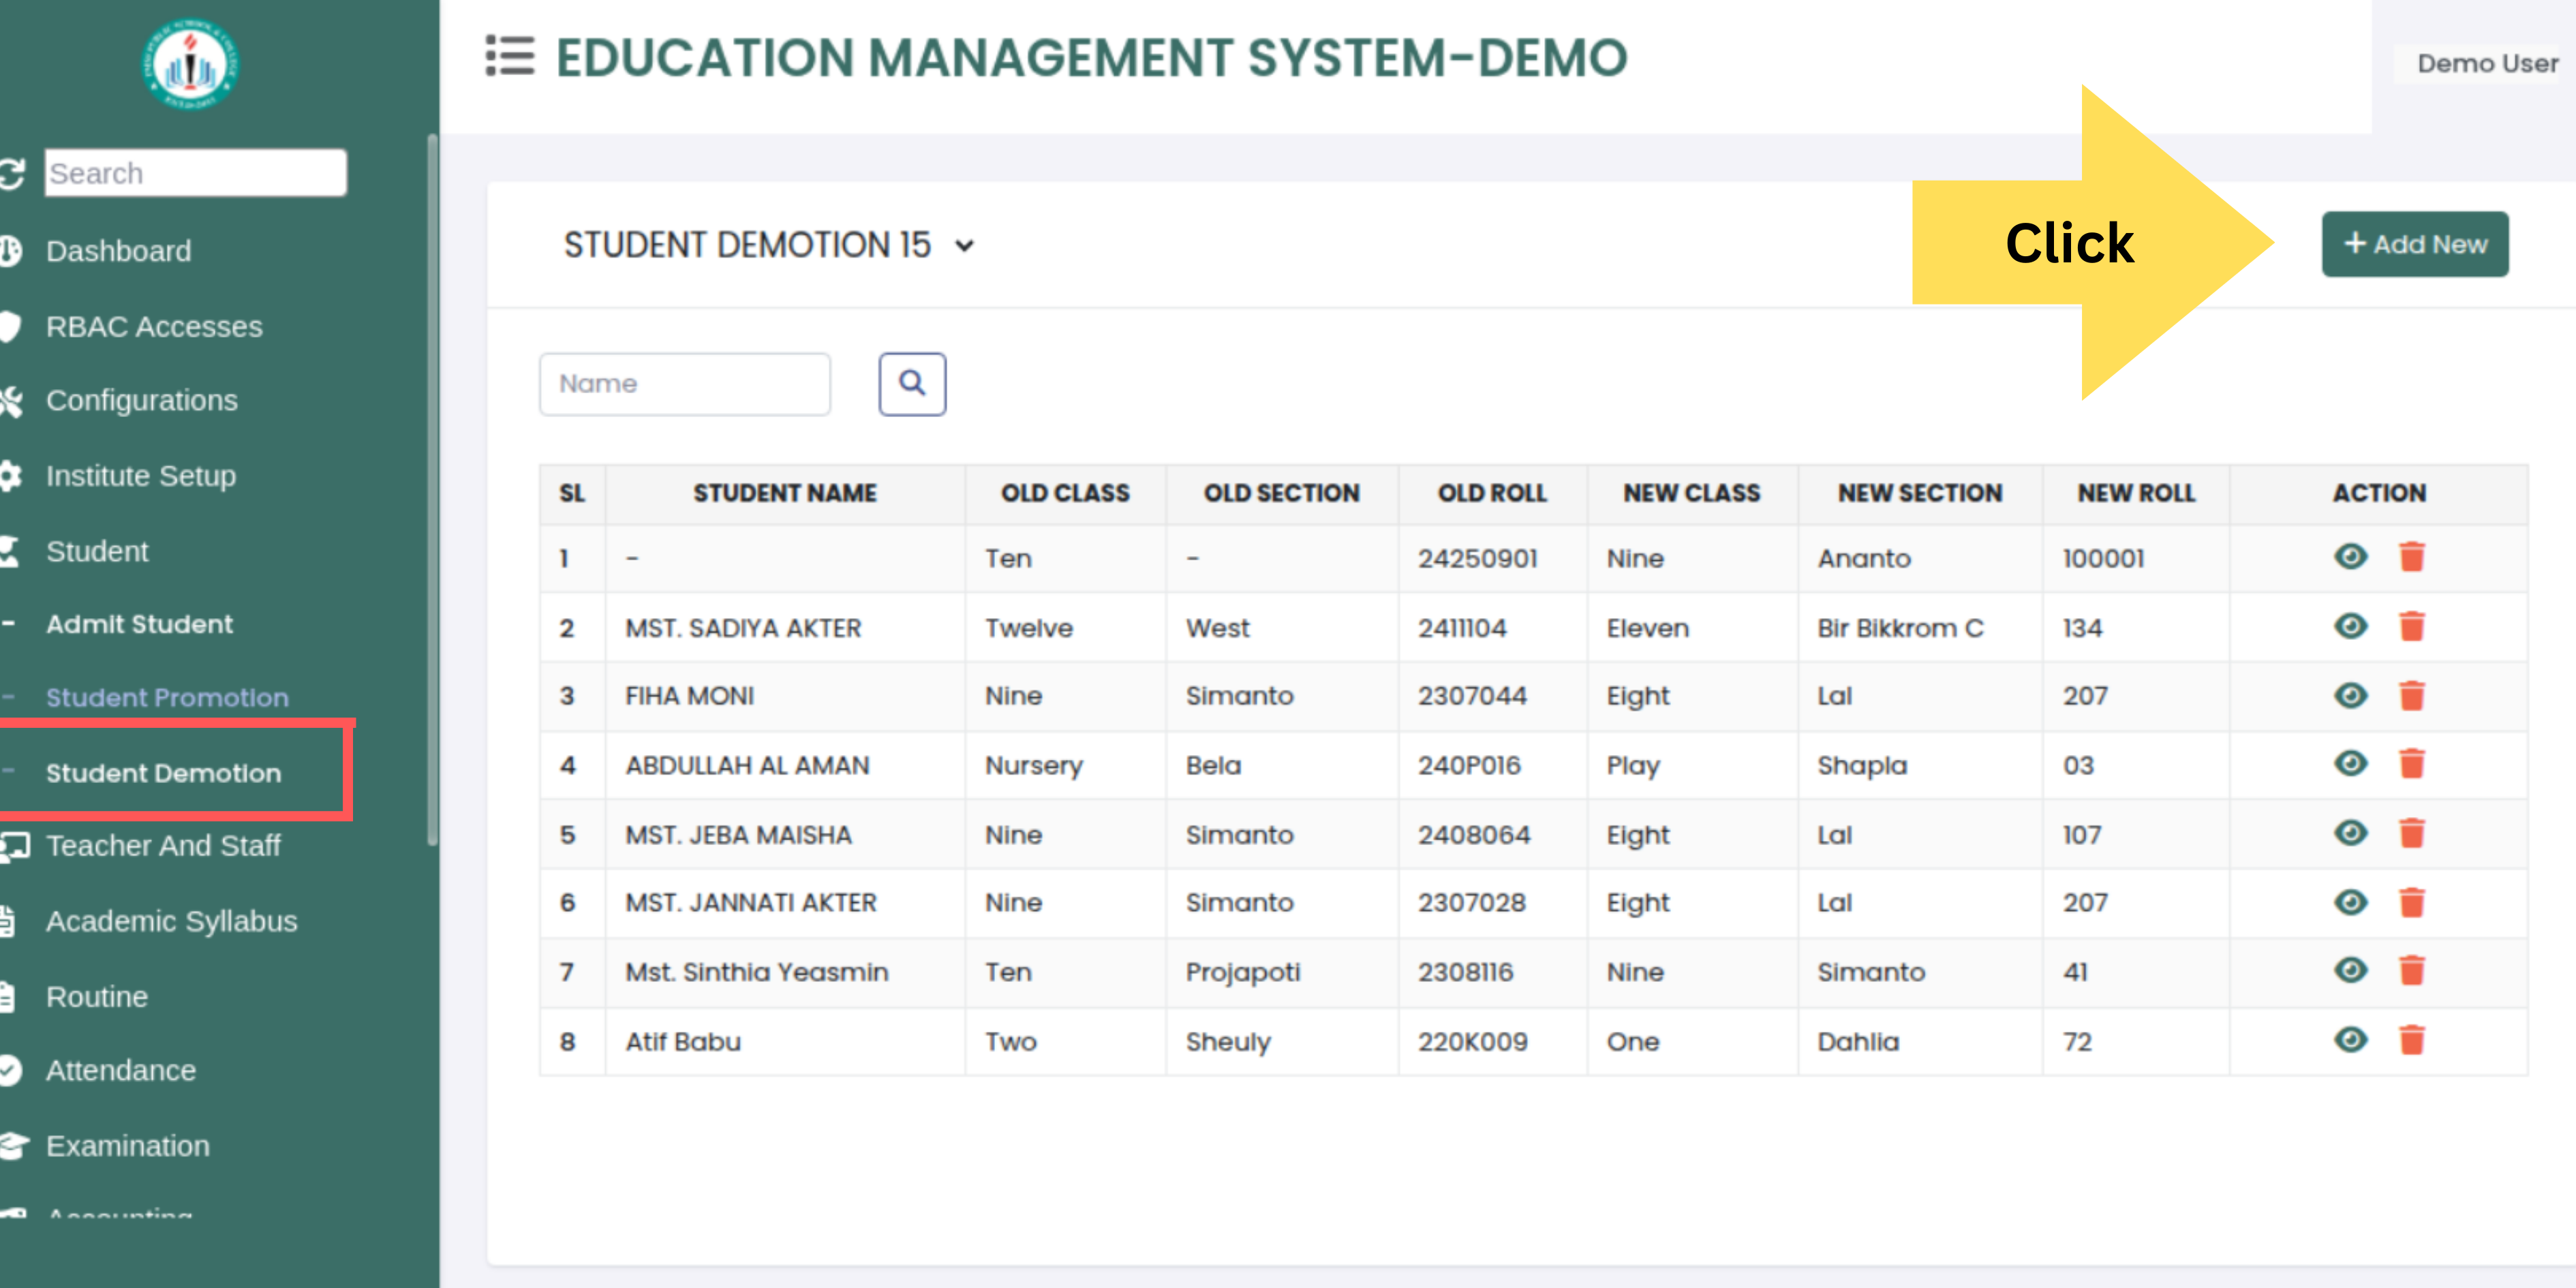 EDUCATION MANAGEMENT SYSTEM-DEMO
Demo User
Search
Dashboard
RBAC Accesses
Configurations
Institute Setup
Student
- Admit Student
- Student Promotion
- Student Demotion
Teacher And Staff
Academic Syllabus
Routine
Attendance
Examination
Accounting
STUDENT DEMOTION 15
Click
+ Add New
Name
SL STUDENT NAME OLD CLASS OLD SECTION OLD ROLL NEW CLASS NEW SECTION NEW ROLL ACTION
1 - Ten - 24250901 Nine Ananto 100001
2 MST. SADIYA AKTER Twelve West 2411104 Eleven Bir Bikkrom C 134
3 FIHA MONI Nine Simanto 2307044 Eight Lal 207
4 ABDULLAH AL AMAN Nursery Bela 240P016 Play Shapla 03
5 MST. JEBA MAISHA Nine Simanto 2408064 Eight Lal 107
6 MST. JANNATI AKTER Nine Simanto 2307028 Eight Lal 207
7 Mst. Sinthia Yeasmin Ten Projapoti 2308116 Nine Simanto 41
8 Atif Babu Two Sheuly 220K009 One Dahlia 72